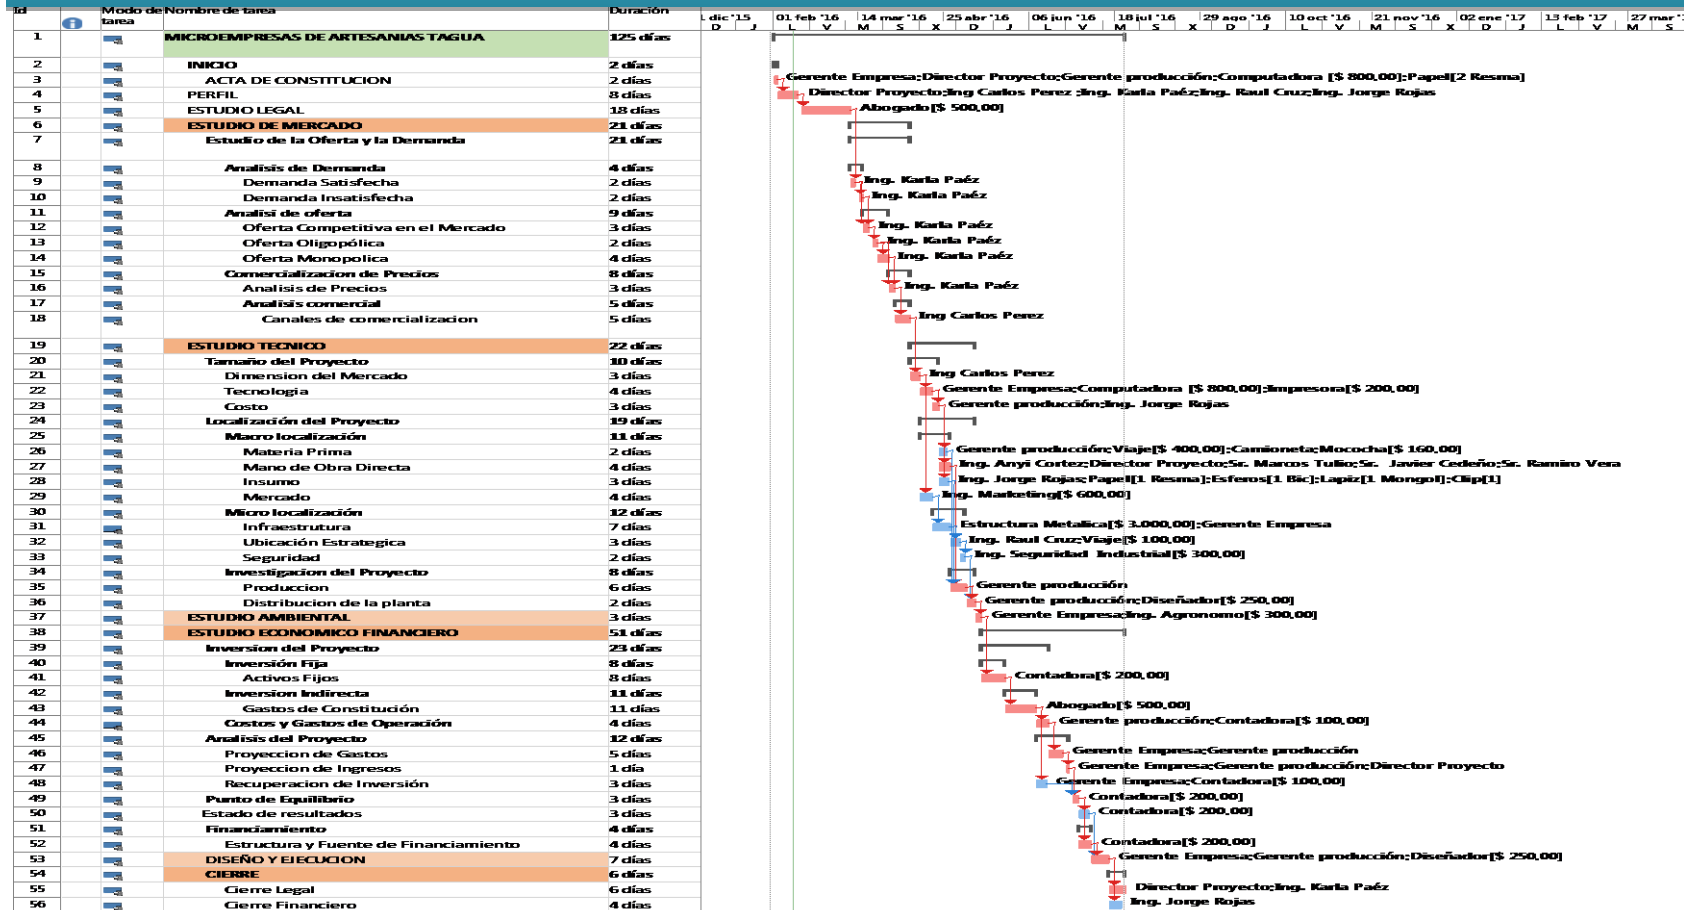 Id Modo de tarea Nombre de tarea Duración
dic '15 01 feb '16 14 mar '16 25 abr '16 06 jun '16 18 jul '16 29 ago '16 10 oct '16 21 nov '16 02 ene '17 13 feb '17 27 mar '
D J L V M S X D J L V M S X D J L V M S
1 MICROEMPRESAS DE ARTESANIAS TAGUA 125 días
2 INICIO 2 días
3 ACTA DE CONSTITUCION 2 días Gerente Empresa;Director Proyecto;Gerente producción;Computadora [$ 800,00];Papel[2 Resma]
4 PERFIL 8 días Director Proyecto;Ing Carlos Perez ;Ing. Karla Paéz;Ing. Raul Cruz;Ing. Jorge Rojas
5 ESTUDIO LEGAL 18 días Abogado[$ 500,00]
6 ESTUDIO DE MERCADO 21 días
7 Estudio de la Oferta y la Demanda 21 días
8 Analisis de Demanda 4 días
9 Demanda Satisfecha 2 días Ing. Karla Paéz
10 Demanda Insatisfecha 2 días Ing. Karla Paéz
11 Analisi de oferta 9 días
12 Oferta Competitiva en el Mercado 3 días Ing. Karla Paéz
13 Oferta Oligopólica 2 días Ing. Karla Paéz
14 Oferta Monopolica 4 días Ing. Karla Paéz
15 Comercializacion de Precios 8 días
16 Analisis de Precios 3 días Ing. Karla Paéz
17 Analisis comercial 5 días
18 Canales de comercializacion 5 días Ing Carlos Perez
19 ESTUDIO TECNICO 22 días
20 Tamaño del Proyecto 10 días
21 Dimension del Mercado 3 días Ing Carlos Perez
22 Tecnologia 4 días Gerente Empresa;Computadora [$ 800,00];Impresora[$ 200,00]
23 Costo 3 días Gerente producción;Ing. Jorge Rojas
24 Localización del Proyecto 19 días
25 Macro localización 11 días
26 Materia Prima 2 días Gerente producción;Viaje[$ 400,00];Camioneta;Mococha[$ 160,00]
27 Mano de Obra Directa 4 días Ing. Anyi Cortez;Director Proyecto;Sr. Marcos Tulio;Sr. Javier Cedeño;Sr. Ramiro Vera
28 Insumo 3 días Ing. Jorge Rojas;Papel[1 Resma];Esferos[1 Bic];Lapiz[1 Mongol];Clip[1]
29 Mercado 4 días Ing. Marketing[$ 600,00]
30 Micro localización 12 días
31 Infraestrutura 7 días Estructura Metalica[$ 3.000,00];Gerente Empresa
32 Ubicación Estrategica 3 días Ing. Raul Cruz;Viaje[$ 100,00]
33 Seguridad 2 días Ing. Seguridad Industrial[$ 300,00]
34 Investigacion del Proyecto 8 días
35 Produccion 6 días Gerente producción
36 Distribucion de la planta 2 días Gerente producción;Diseñador[$ 250,00]
37 ESTUDIO AMBIENTAL 3 días Gerente Empresa;Ing. Agronomo[$ 300,00]
38 ESTUDIO ECONOMICO FINANCIERO 51 días
39 Inversion del Proyecto 23 días
40 Inversión Fija 8 días
41 Activos Fijos 8 días Contadora[$ 200,00]
42 Inversion Indirecta 11 días
43 Gastos de Constitución 11 días Abogado[$ 500,00]
44 Costos y Gastos de Operación 4 días Gerente producción;Contadora[$ 100,00]
45 Analisis del Proyecto 12 días
46 Proyeccion de Gastos 5 días Gerente Empresa;Gerente producción
47 Proyeccion de Ingresos 1 día Gerente Empresa;Gerente producción;Director Proyecto
48 Recuperacion de Inversión 3 días Gerente Empresa;Contadora[$ 100,00]
49 Punto de Equilibrio 3 días Contadora[$ 200,00]
50 Estado de resultados 3 días Contadora[$ 200,00]
51 Financiamiento 4 días
52 Estructura y Fuente de Financiamiento 4 días Contadora[$ 200,00]
53 DISEÑO Y EJECUCION 7 días Gerente Empresa;Gerente producción;Diseñador[$ 250,00]
54 CIERRE 6 días
55 Cierre Legal 6 días Director Proyecto;Ing. Karla Paéz
56 Cierre Financiero 4 días Ing. Jorge Rojas